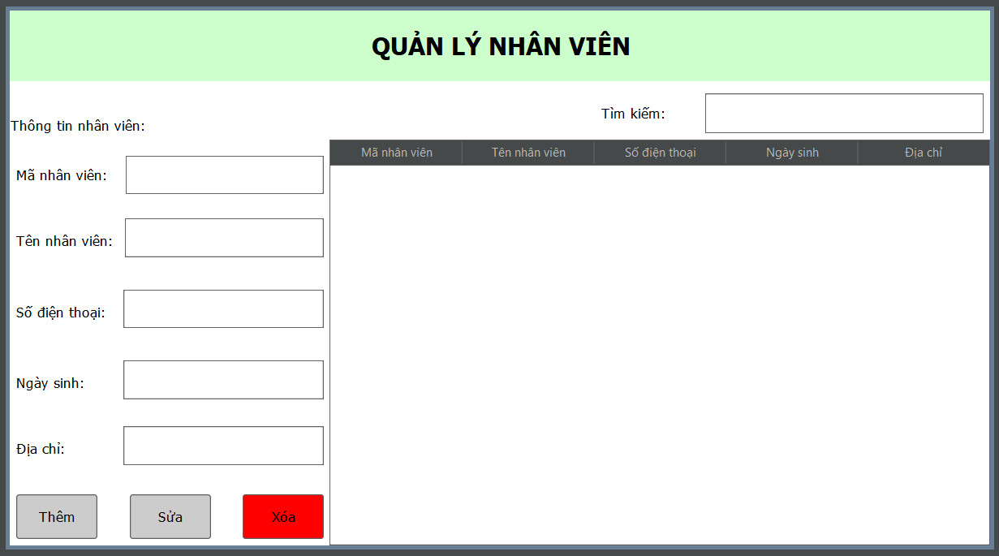 QUẢN LÝ NHÂN VIÊN
Tìm kiếm:
Thông tin nhân viên:
Mã nhân viên Tên nhân viên Số điện thoại Ngày sinh Địa chỉ
Mã nhân viên:
Tên nhân viên:
Số điện thoại:
Ngày sinh:
Địa chỉ:
Thêm Sửa Xóa